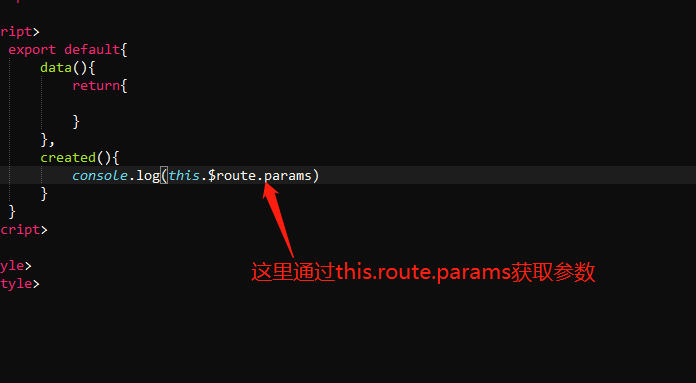 ript>
export default{
data(){
return{
}
},
created(){
console.log(this.$route.params)
}
}
cript>
这里通过this.route.params获取参数
yle>
tyle>